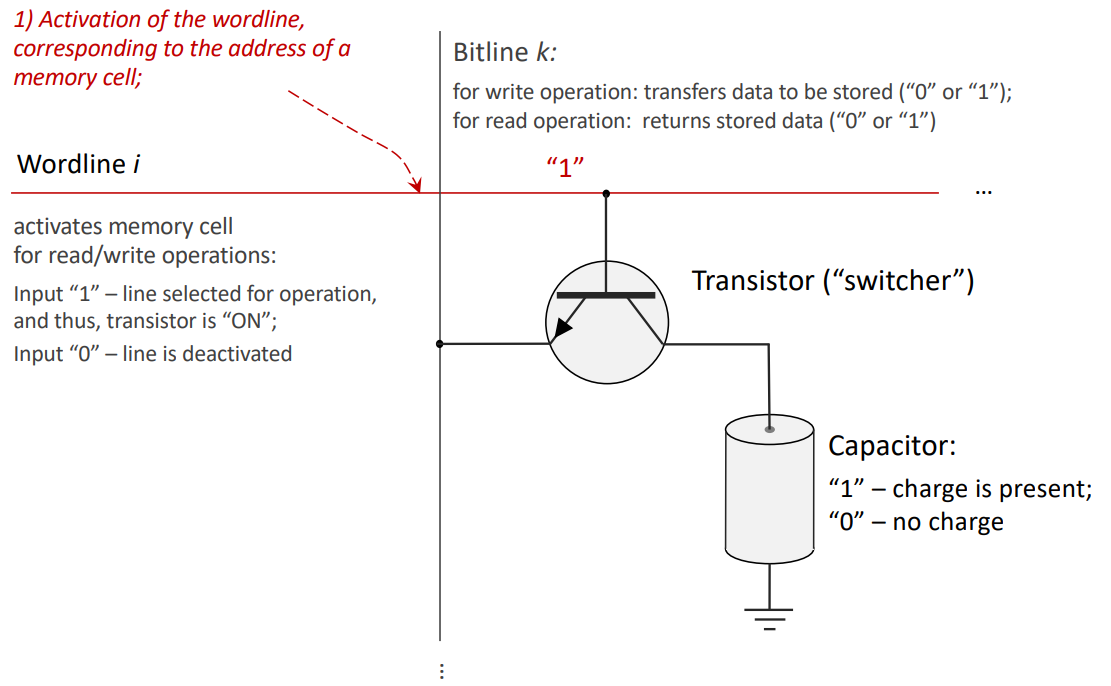 1) Activation of the wordline,
corresponding to the address of a
memory cell;
Bitline k:
for write operation: transfers data to be stored (“0” or “1”);
for read operation:  returns stored data (“0” or “1”)
Wordline i
“1”
...
activates memory cell
for read/write operations:
Input “1” – line selected for operation,
and thus, transistor is “ON”;
Input “0” – line is deactivated
Transistor (“switcher”)
Capacitor:
“1” – charge is present;
“0” – no charge
...